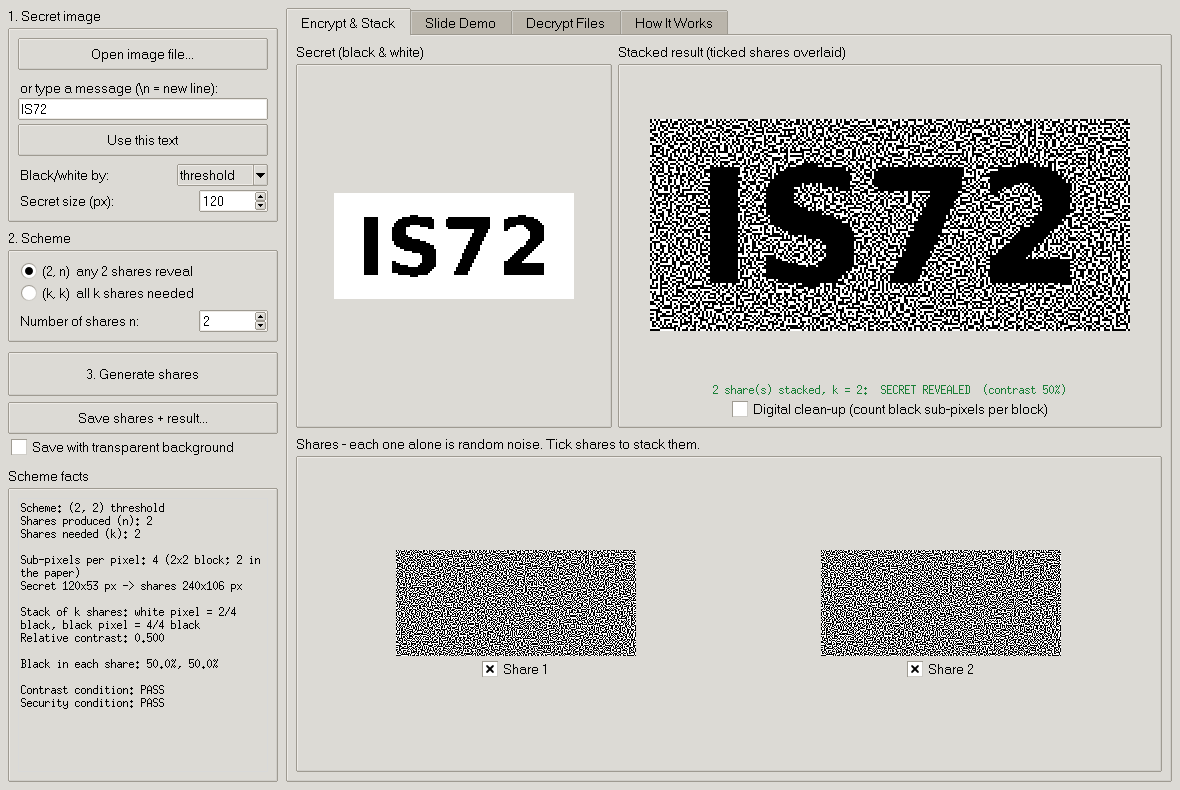 1. Secret image
Open image file...
or type a message (\n = new line):
IS72
Use this text
Black/white by:
threshold
Secret size (px):
120
2. Scheme
(2, n) any 2 shares reveal
(k, k) all k shares needed
Number of shares n:
2
3. Generate shares
Save shares + result...
Save with transparent background
Scheme facts
Scheme: (2, 2) threshold
Shares produced (n): 2
Shares needed (k): 2
Sub-pixels per pixel: 4 (2x2 block; 2 in
the paper)
Secret 120x53 px -> shares 240x106 px
Stack of k shares: white pixel = 2/4
black, black pixel = 4/4 black
Relative contrast: 0.500
Black in each share: 50.0%, 50.0%
Contrast condition: PASS
Security condition: PASS
Encrypt & Stack
Slide Demo
Decrypt Files
How It Works
Secret (black & white)
IS72
Stacked result (ticked shares overlaid)
IS72
2 share(s) stacked, k = 2: SECRET REVEALED (contrast 50%)
Digital clean-up (count black sub-pixels per block)
Shares - each one alone is random noise. Tick shares to stack them.
Share 1
Share 2